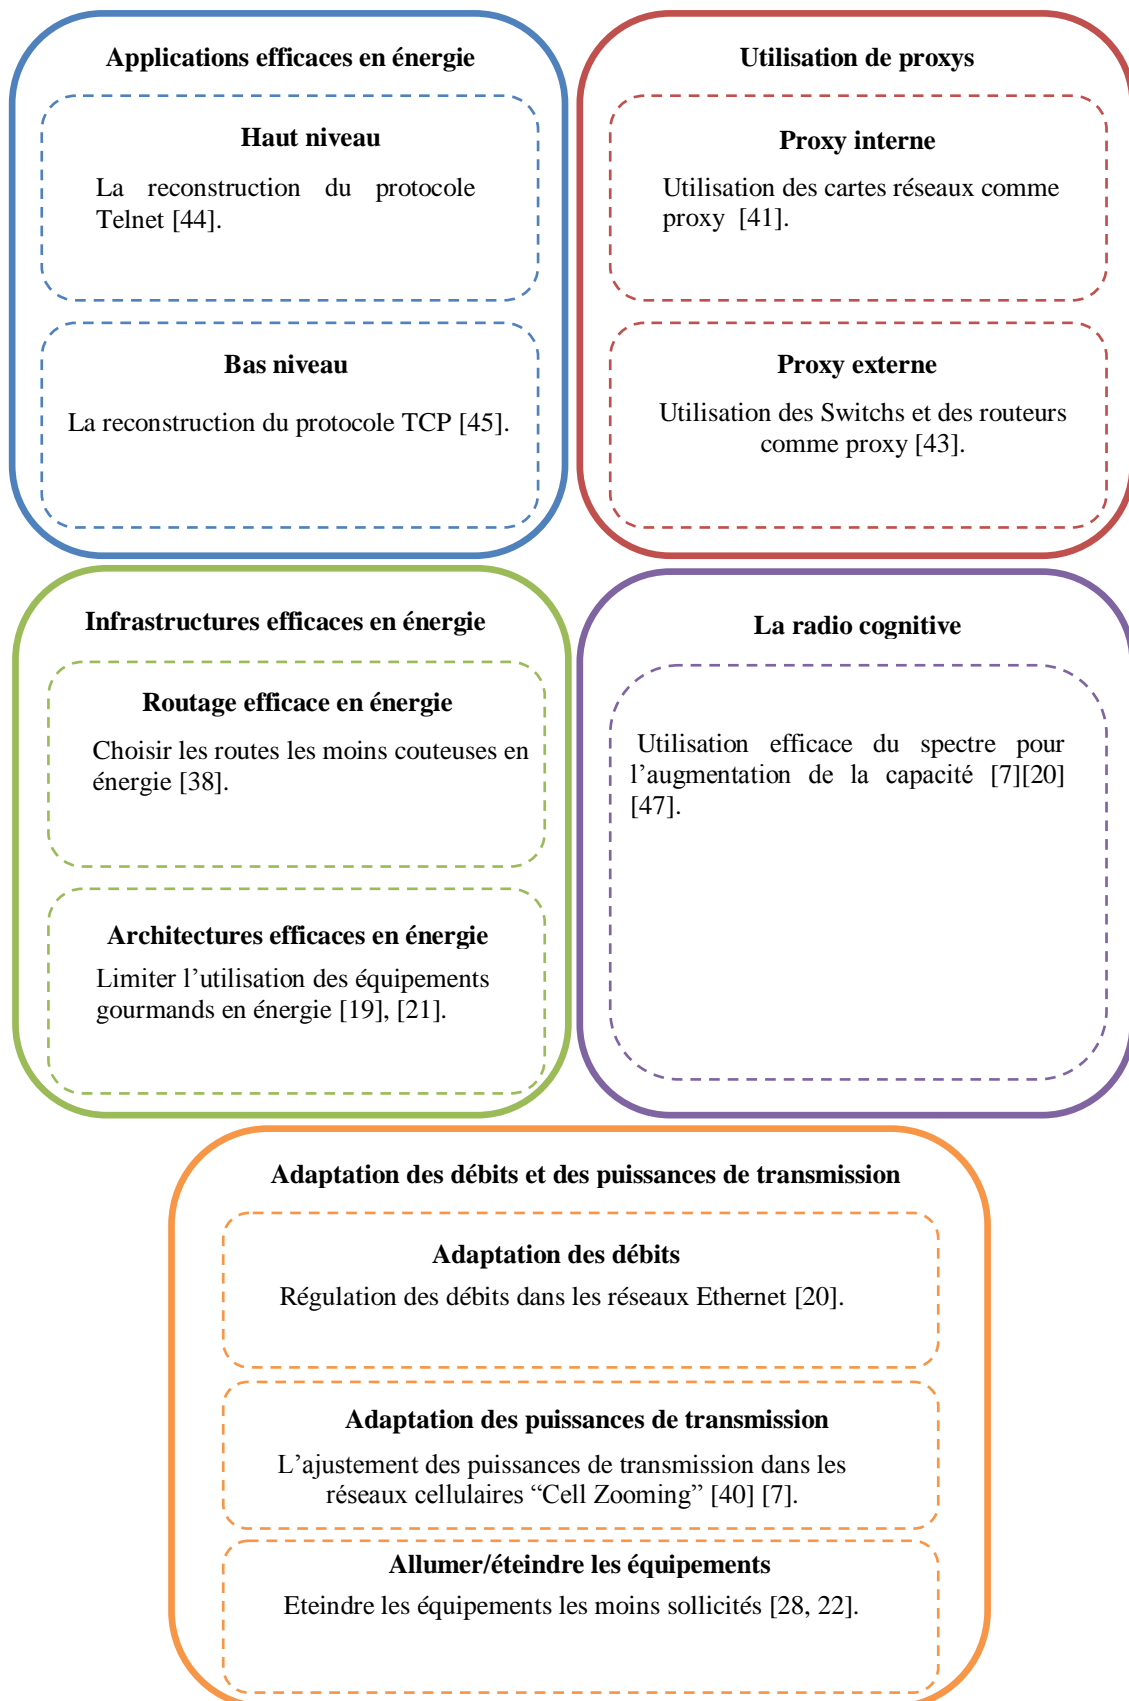 Applications efficaces en énergie
Haut niveau
La reconstruction du protocole
Telnet [44].
Bas niveau
La reconstruction du protocole TCP [45].
Utilisation de proxys
Proxy interne
Utilisation des cartes réseaux comme
proxy [41].
Proxy externe
Utilisation des Switchs et des routeurs
comme proxy [43].
Infrastructures efficaces en énergie
Routage efficace en énergie
Choisir les routes les moins couteuses en
énergie [38].
Architectures efficaces en énergie
Limiter l’utilisation des équipements
gourmands en énergie [19], [21].
La radio cognitive
Utilisation efficace du spectre pour
l’augmentation de la capacité [7][20]
[47].
Adaptation des débits et des puissances de transmission
Adaptation des débits
Régulation des débits dans les réseaux Ethernet [20].
Adaptation des puissances de transmission
L’ajustement des puissances de transmission dans les
réseaux cellulaires “Cell Zooming” [40] [7].
Allumer/éteindre les équipements
Eteindre les équipements les moins sollicités [28, 22].